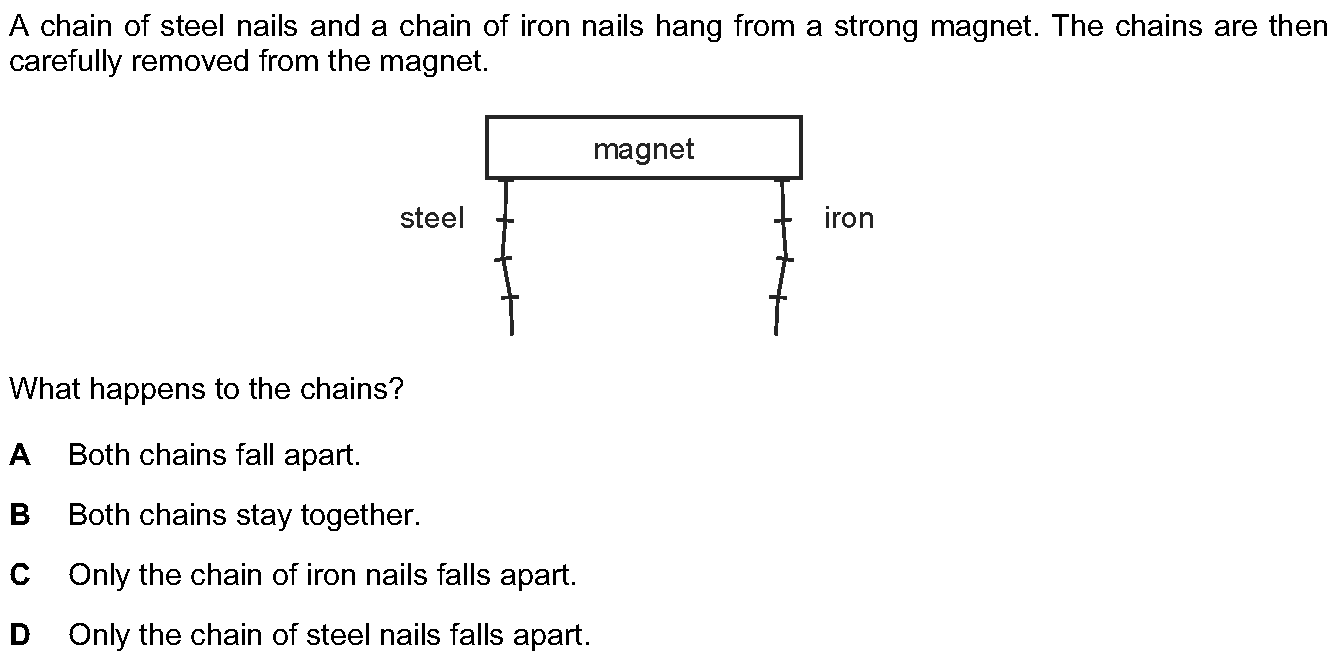 A chain of steel nails and a chain of iron nails hang from a strong magnet. The chains are then
carefully removed from the magnet.
magnet
steel
iron
What happens to the chains?
A Both chains fall apart.
B Both chains stay together.
C Only the chain of iron nails falls apart.
D Only the chain of steel nails falls apart.